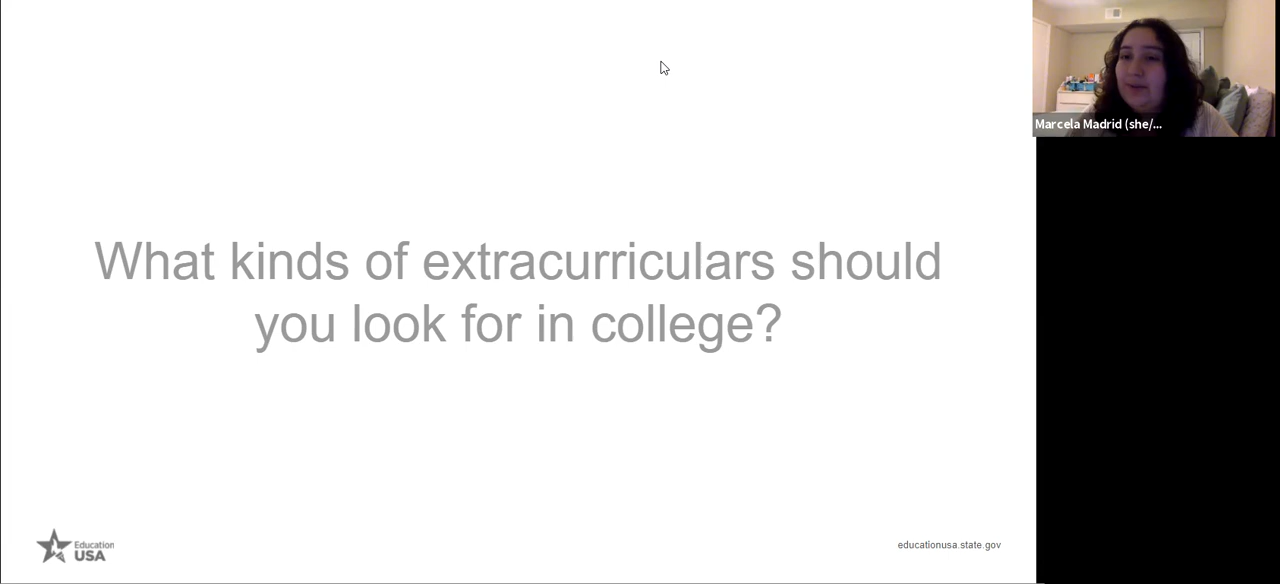 What kinds of extracurriculars should
you look for in college?
Marcela Madrid (she/...
Education
USA
educationusa.state.gov